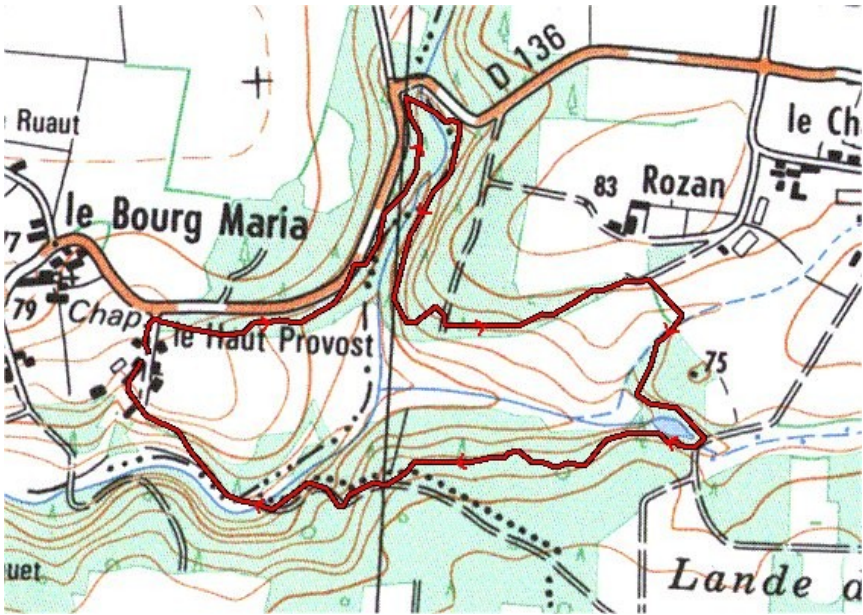 D 136
Ruaut
le Ch
83 Rozan
le Bourg Maria
77
79
Chap
le Haut Provost
75
uet
Lande d